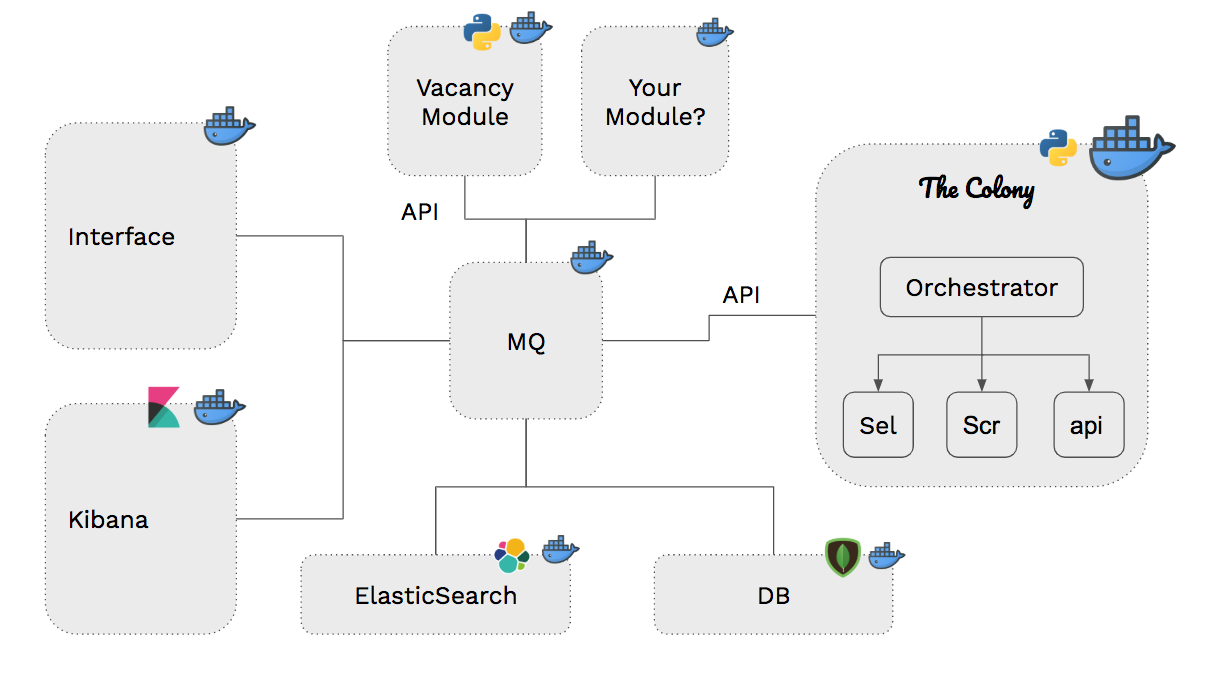 Vacancy
Module
Your
Module?
API
Interface
The Colony
Orchestrator
API
MQ
Sel
Scr
api
Kibana
ElasticSearch
DB